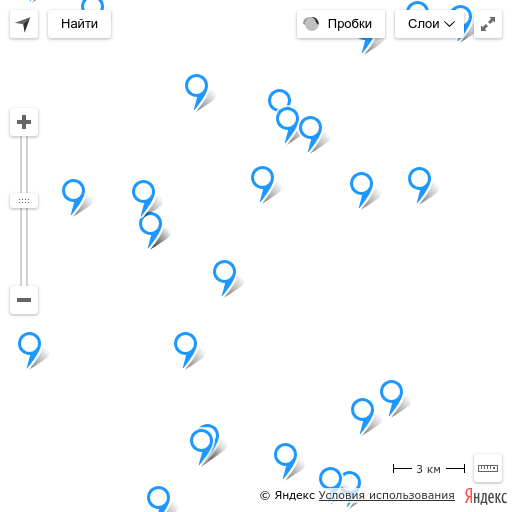 Найти
Пробки
Слои
3 км
© Яндекс Условия использования
Яндекс